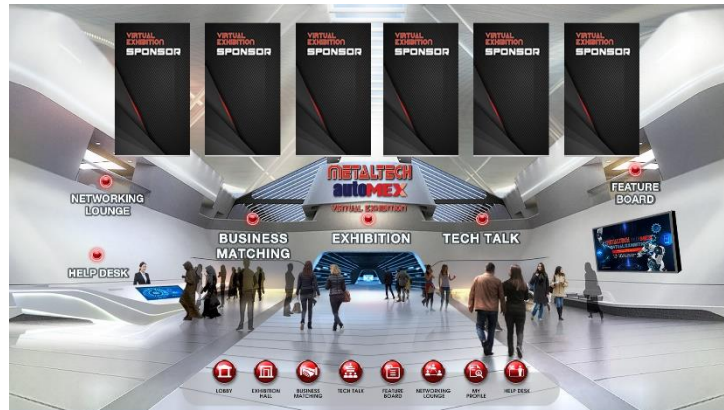 VIRTUAL
EXHIBITION
SPONSOR
VIRTUAL
EXHIBITION
SPONSOR
VIRTUAL
EXHIBITION
SPONSOR
VIRTUAL
EXHIBITION
SPONSOR
VIRTUAL
EXHIBITION
SPONSOR
VIRTUAL
EXHIBITION
SPONSOR
METALTECH
autoMEX
VIRTUAL EXHIBITION
NETWORKING
LOUNGE
FEATURE
BOARD
BUSINESS
MATCHING
EXHIBITION
TECH TALK
HELP DESK
LOBBY
EXHIBITION
HALL
BUSINESS
MATCHING
TECH TALK
FEATURE
BOARD
NETWORKING
LOUNGE
MY
PROFILE
HELP DESK